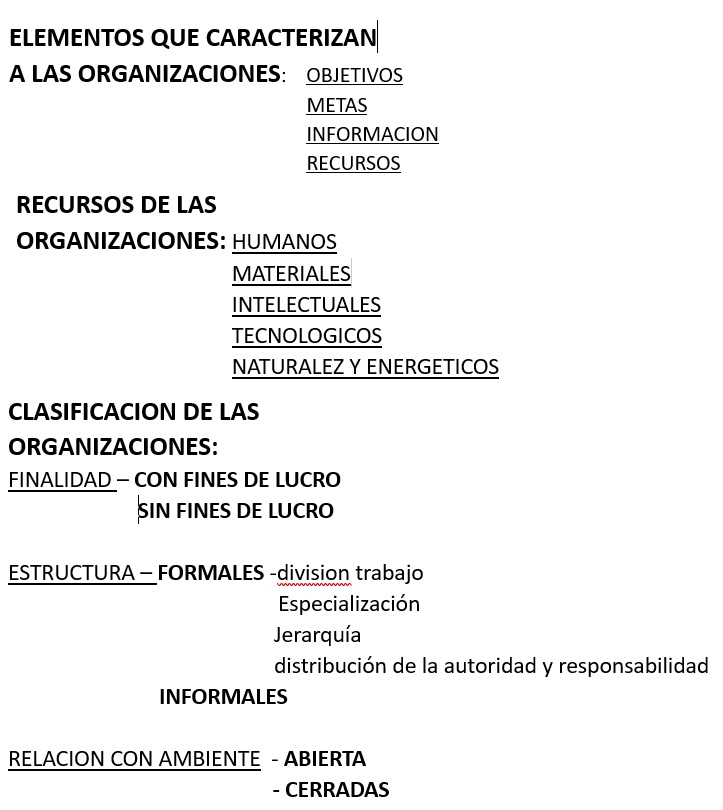 ELEMENTOS QUE CARACTERIZAN
A LAS ORGANIZACIONES: OBJETIVOS
METAS
INFORMACION
RECURSOS
RECURSOS DE LAS
ORGANIZACIONES: HUMANOS
MATERIALES
INTELECTUALES
TECNOLOGICOS
NATURALEZ Y ENERGETICOS
CLASIFICACION DE LAS
ORGANIZACIONES:
FINALIDAD – CON FINES DE LUCRO
SIN FINES DE LUCRO
ESTRUCTURA – FORMALES -division trabajo
Especialización
Jerarquía
distribución de la autoridad y responsabilidad
INFORMALES
RELACION CON AMBIENTE - ABIERTA
- CERRADAS